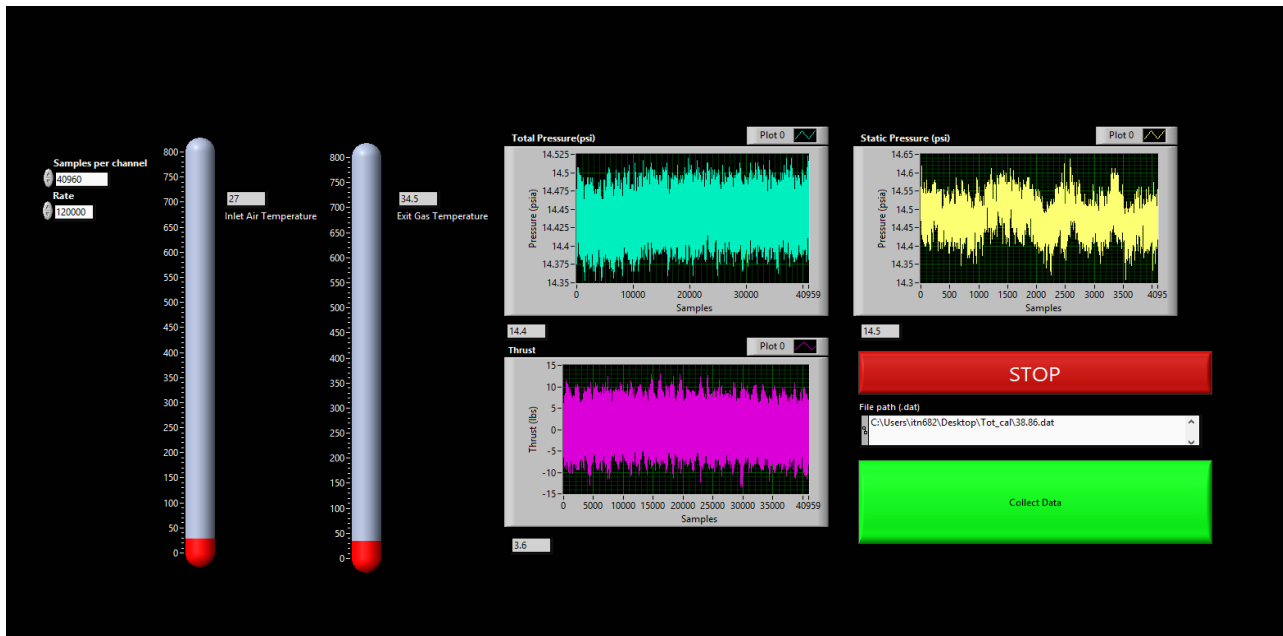 Samples per channel
40960
Rate
120000
800
750
700
650
600
550
500
450
400
350
300
250
200
150
100
50
0
27
Inlet Air Temperature
800
750
700
650
600
550
500
450
400
350
300
250
200
150
100
50
0
34.5
Exit Gas Temperature
Total Pressure(psi)
Plot 0
Pressure (psia)
14.525
14.5
14.475
14.45
14.425
14.4
14.375
14.35
0 10000 20000 30000 40959
Samples
14.4
Static Pressure (psi)
Plot 0
Pressure (psia)
14.65
14.6
14.55
14.5
14.45
14.4
14.35
14.3
0 500 1000 1500 2000 2500 3000 3500 4095
Samples
14.5
Thrust
Plot 0
Thrust (lbs)
15
10
5
0
-5
-10
-15
0 5000 10000 15000 20000 25000 30000 35000 40959
Samples
3.6
STOP
File path (.dat)
C:\Users\itn682\Desktop\Tot_cal\38.86.dat
Collect Data